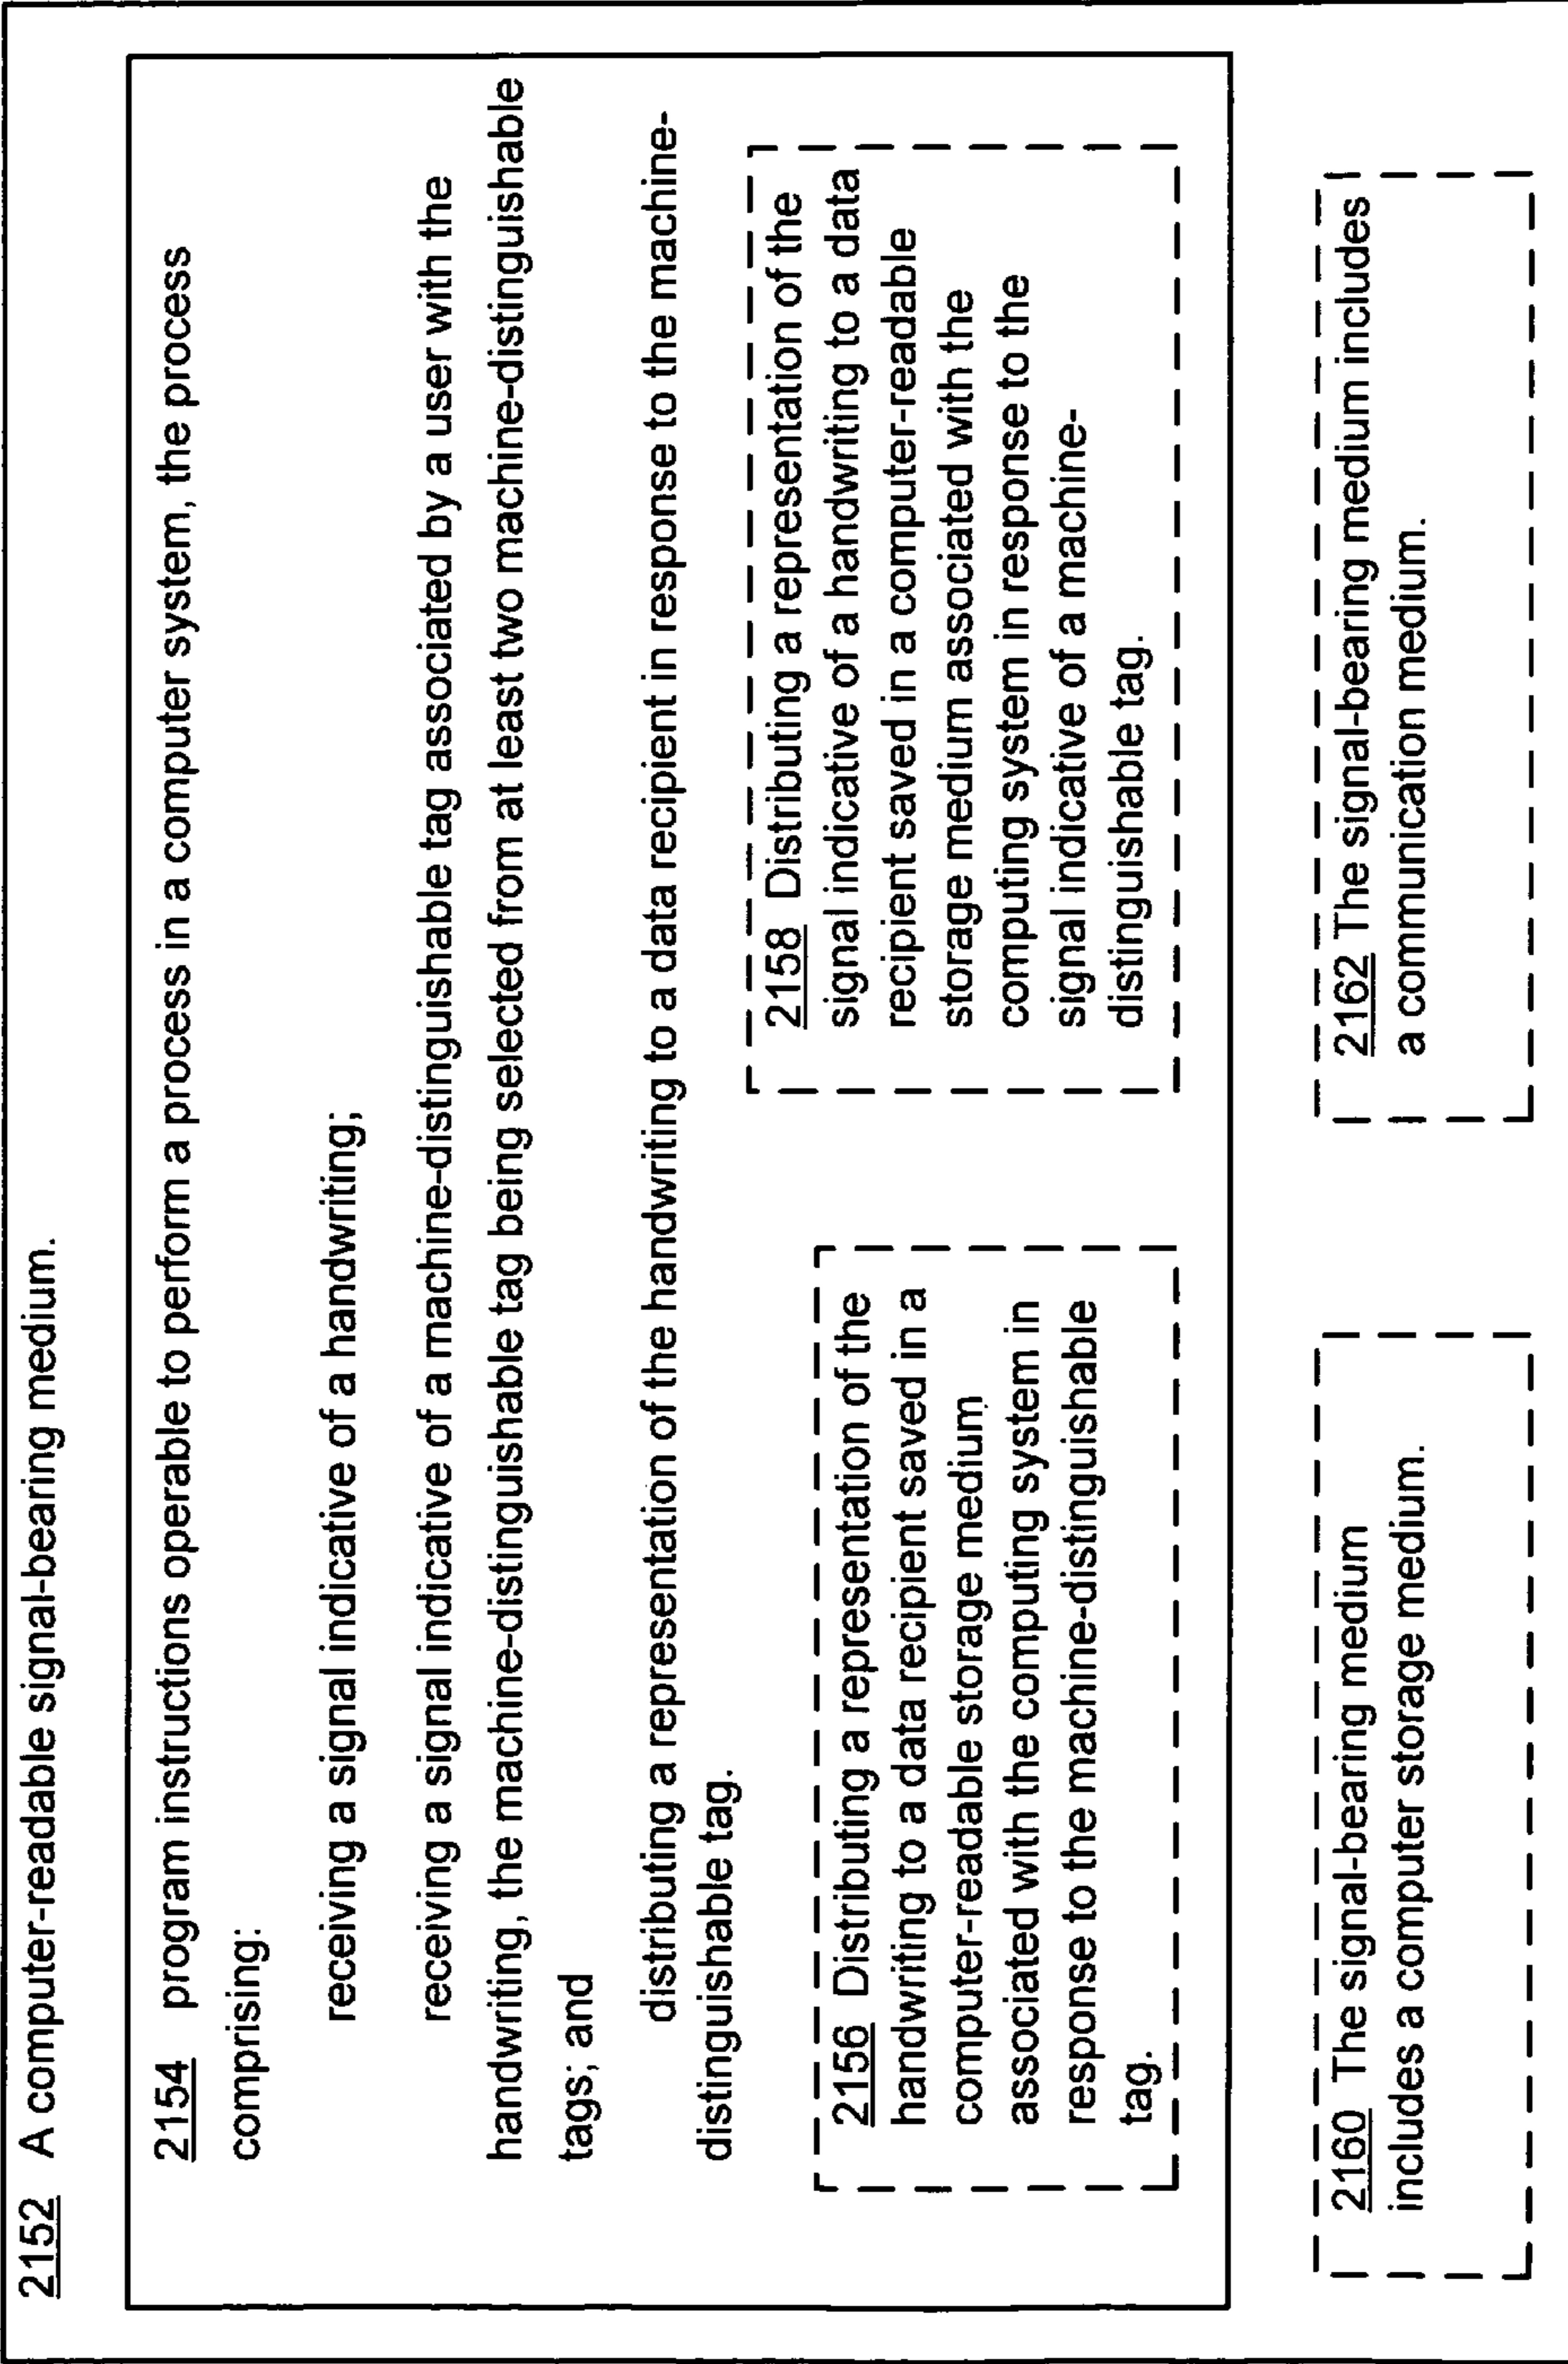 2152 A computer-readable signal-bearing medium.
2154 program instructions operable to perform a process in a computer system, the process
comprising:
receiving a signal indicative of a handwriting;
receiving a signal indicative of a machine-distinguishable tag associated by a user with the
handwriting, the machine-distinguishable tag being selected from at least two machine-distinguishable
tags; and
distributing a representation of the handwriting to a data recipient in response to the machine-
distinguishable tag.
2156 Distributing a representation of the
handwriting to a data recipient saved in a
computer-readable storage medium
associated with the computing system in
response to the machine-distinguishable
tag.
2158 Distributing a representation of the
signal indicative of a handwriting to a data
recipient saved in a computer-readable
storage medium associated with the
computing system in response to the
signal indicative of a machine-
distinguishable tag.
2160 The signal-bearing medium
includes a computer storage medium.
2162 The signal-bearing medium includes
a communication medium.